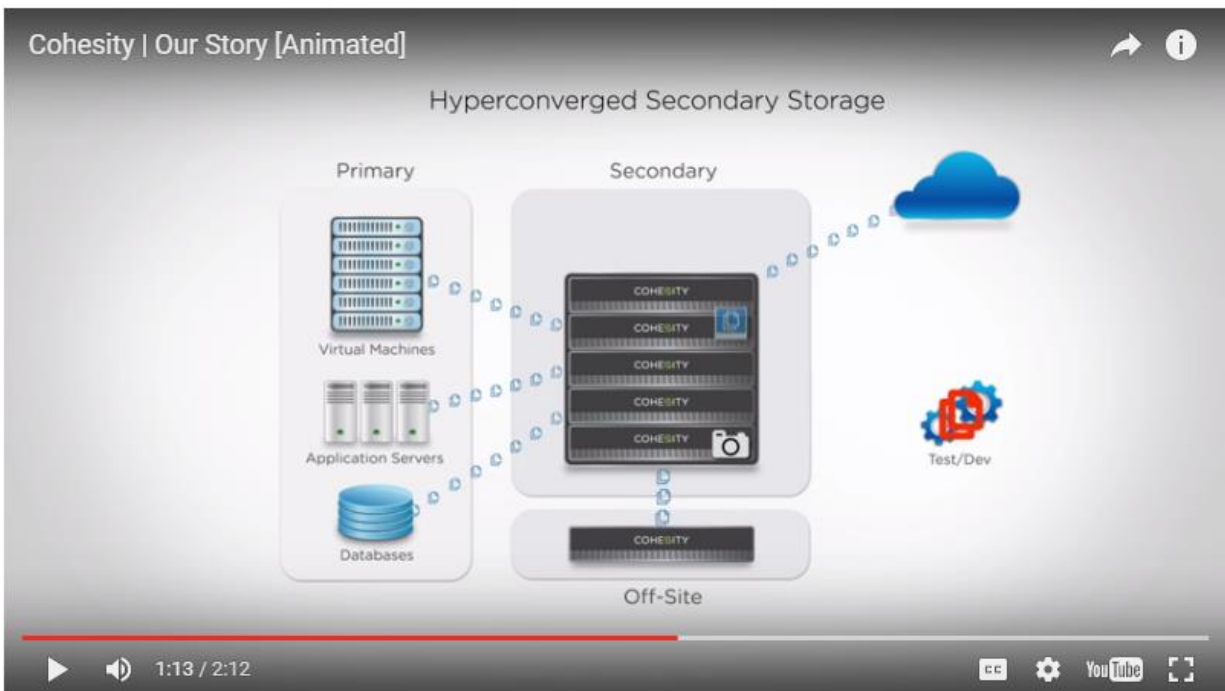 Cohesity | Our Story [Animated]
Hyperconverged Secondary Storage
Primary
Secondary
COHESITY
COHESITY
Virtual Machines
COHESITY
COHESITY
COHESITY
Application Servers
Test/Dev
COHESITY
Databases
Off-Site
1:13 / 2:12
CC
YouTube